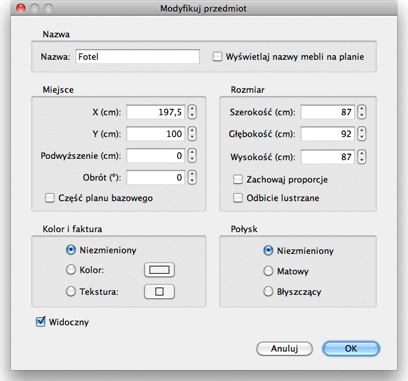 Modyfikuj przedmiot
Nazwa
Nazwa: Fotel Wyświetlaj nazwy mebli na planie
Miejsce
X (cm): 197,5
Y (cm): 100
Podwyższenie (cm): 0
Obrót (°): 0
Część planu bazowego
Rozmiar
Szerokość (cm): 87
Głębokość (cm): 92
Wysokość (cm): 87
Zachowaj proporcje
Odbicie lustrzane
Kolor i faktura
Niezmieniony
Kolor:
Tekstura:
Połysk
Niezmieniony
Matowy
Błyszczący
Widoczny
Anuluj OK